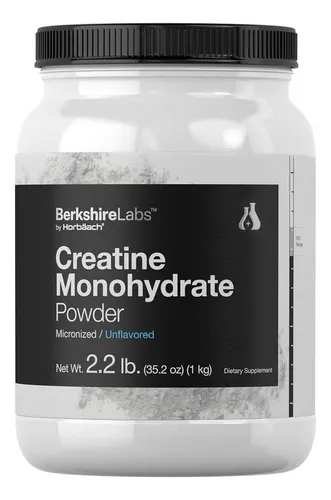 BerkshireLabs™
by Horbäach®
Creatine
Monohydrate
Powder
Micronized / Unflavored
Net Wt. 2.2 lb. (35.2 oz) (1 kg)
Dietary Supplement